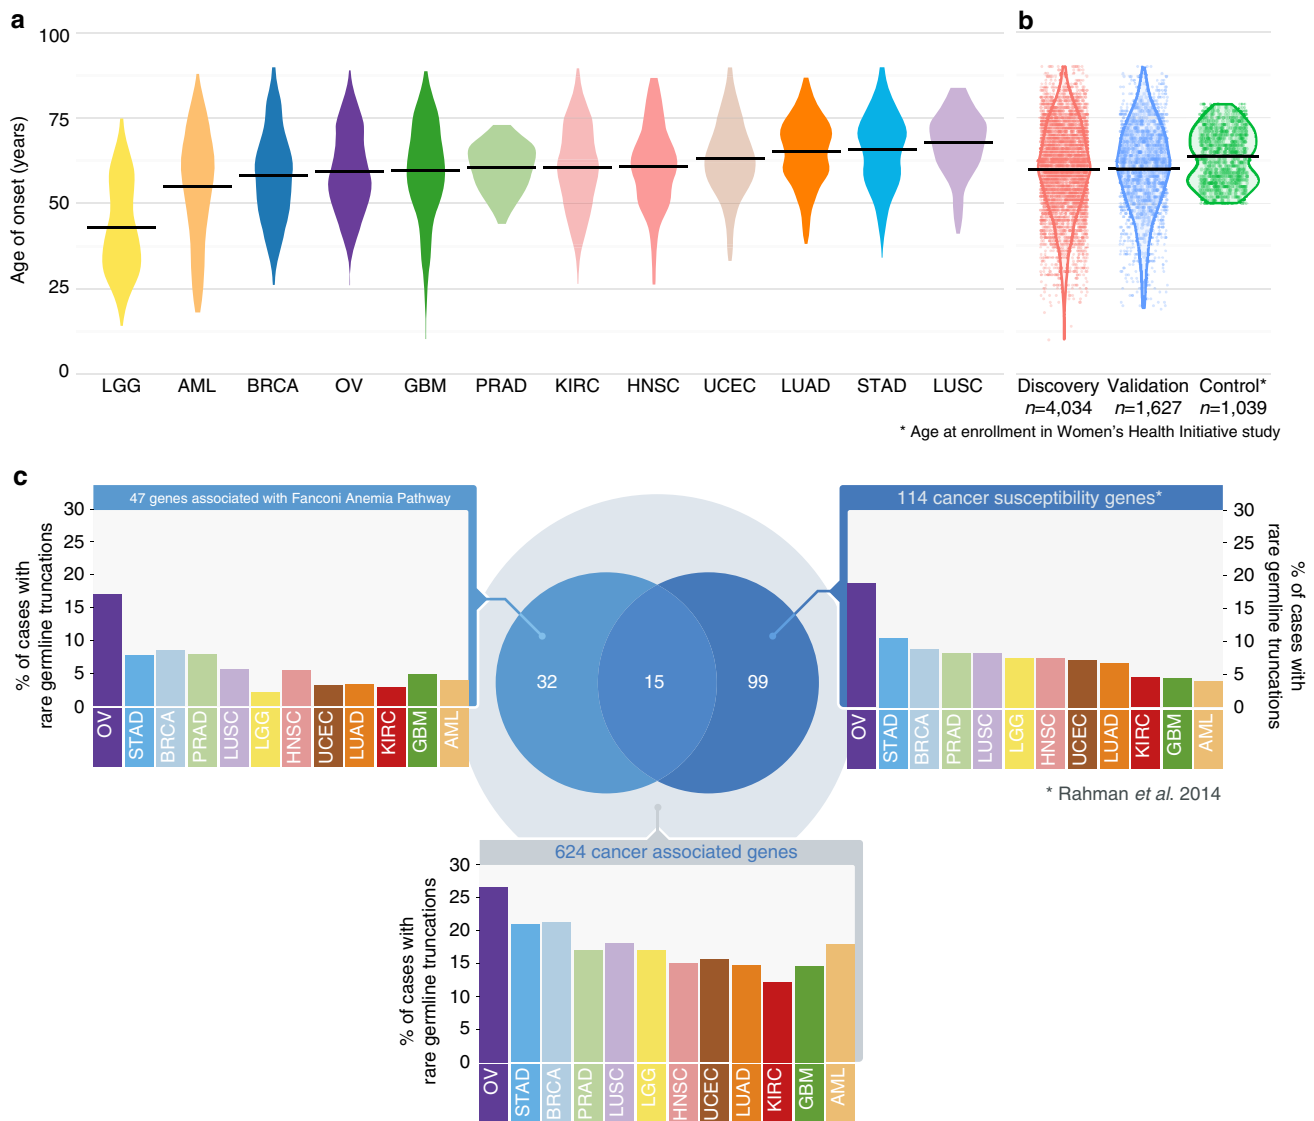 a
b
100
75
50
25
0
Age of onset (years)
LGG AML BRCA OV GBM PRAD KIRC HNSC UCEC LUAD STAD LUSC
Discovery Validation Control*
n=4,034 n=1,627 n=1,039
* Age at enrollment in Women's Health Initiative study
c
47 genes associated with Fanconi Anemia Pathway
30
25
20
15
10
5
0
% of cases with
rare germline truncations
OV STAD BRCA PRAD LUSC LGG HNSC UCEC LUAD KIRC GBM AML
32 15 99
114 cancer susceptibility genes*
30
25
20
15
10
5
0
% of cases with
rare germline truncations
OV STAD BRCA PRAD LUSC LGG HNSC UCEC LUAD KIRC GBM AML
* Rahman et al. 2014
624 cancer associated genes
30
25
20
15
10
5
0
% of cases with
rare germline truncations
OV STAD BRCA PRAD LUSC LGG HNSC UCEC LUAD KIRC GBM AML